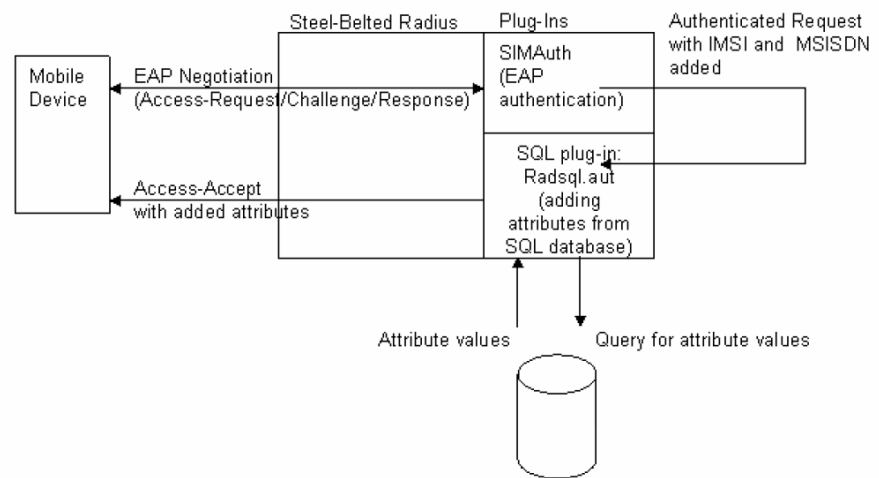 Steel-Belted Radius
Plug-Ins
Authenticated Request
with IMSI and MSISDN
added
Mobile
Device
EAP Negotiation
(Access-Request/Challenge/Response)
SIMAuth
(EAP
authentication)
Access-Accept
with added attributes
SQL plug-in:
Radsql.aut
(adding
attributes from
SQL database)
Attribute values
Query for attribute values